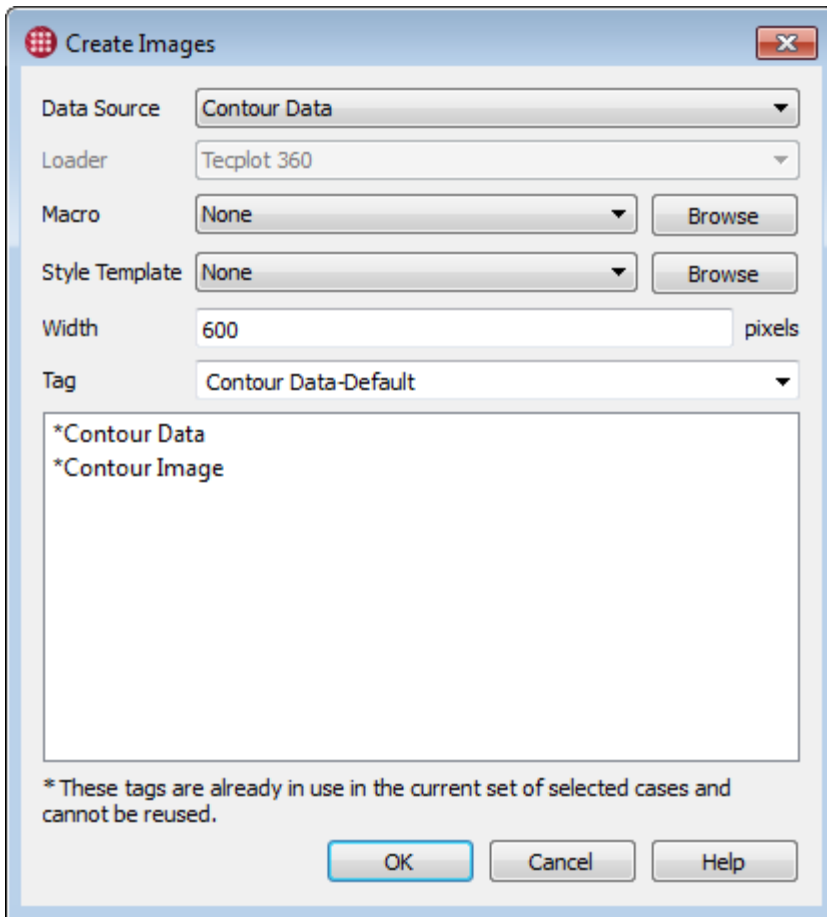 Create Images
Data Source Contour Data
Loader Tecplot 360
Macro None Browse
Style Template None Browse
Width 600 pixels
Tag Contour Data-Default
*Contour Data
*Contour Image
* These tags are already in use in the current set of selected cases and
cannot be reused.
OK Cancel Help